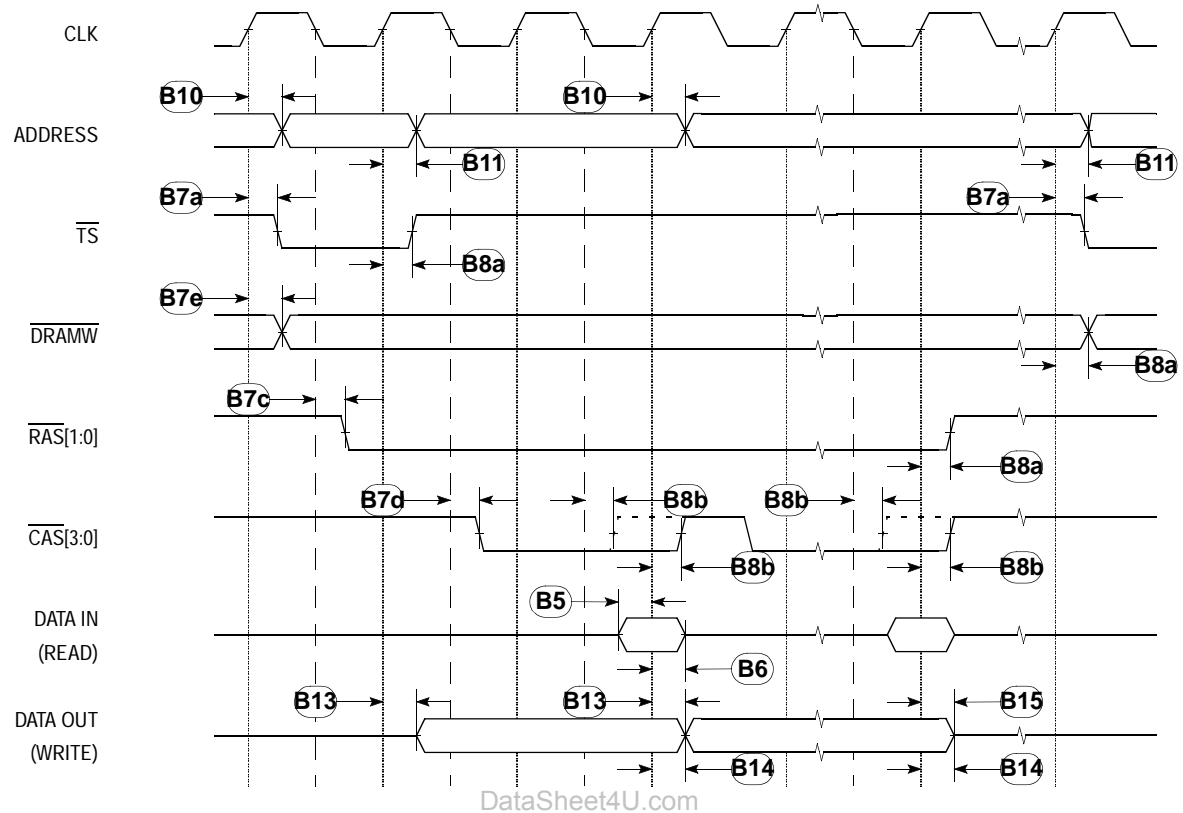 CLK
B10 B10
ADDRESS
B11 B11
B7a B7a
TS
B8a
B7e
DRAMW
B8a
B7c
RAS[1:0]
B8a
B7d B8b B8b
CAS[3:0]
B8b B8b
B5
DATA IN
(READ)
B6
B13 B13 B15
DATA OUT
(WRITE)
B14 B14
DataSheet4U.com